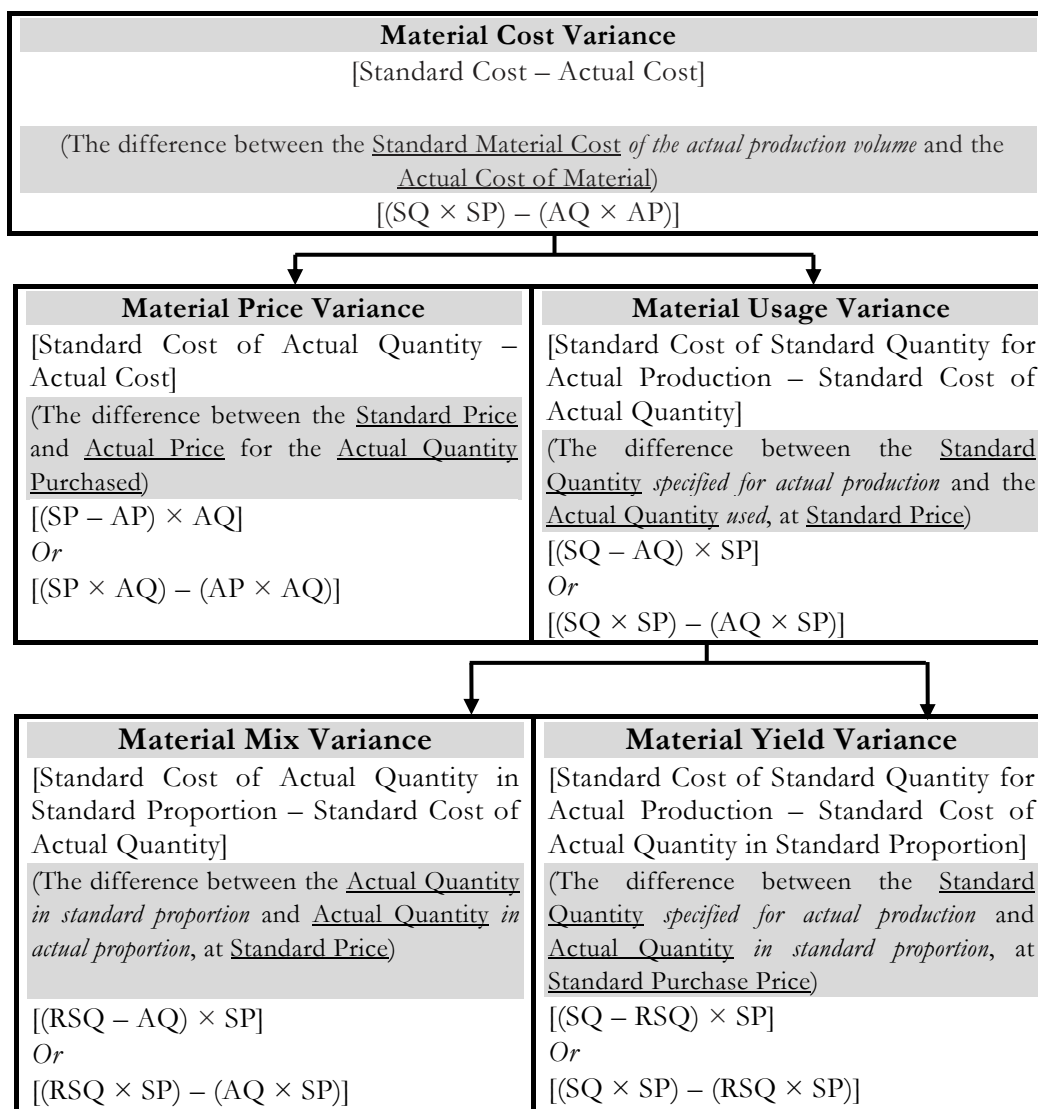 Material Cost Variance
[Standard Cost – Actual Cost]
(The difference between the Standard Material Cost of the actual production volume and the
Actual Cost of Material)
[(SQ × SP) – (AQ × AP)]
Material Price Variance
[Standard Cost of Actual Quantity –
Actual Cost]
(The difference between the Standard Price
and Actual Price for the Actual Quantity
Purchased)
[(SP – AP) × AQ]
Or
[(SP × AQ) – (AP × AQ)]
Material Usage Variance
[Standard Cost of Standard Quantity for
Actual Production – Standard Cost of
Actual Quantity]
(The difference between the Standard
Quantity specified for actual production and the
Actual Quantity used, at Standard Price)
[(SQ – AQ) × SP]
Or
[(SQ × SP) – (AQ × SP)]
Material Mix Variance
[Standard Cost of Actual Quantity in
Standard Proportion – Standard Cost of
Actual Quantity]
(The difference between the Actual Quantity
in standard proportion and Actual Quantity in
actual proportion, at Standard Price)
[(RSQ – AQ) × SP]
Or
[(RSQ × SP) – (AQ × SP)]
Material Yield Variance
[Standard Cost of Standard Quantity for
Actual Production – Standard Cost of
Actual Quantity in Standard Proportion]
(The difference between the Standard
Quantity specified for actual production and
Actual Quantity in standard proportion, at
Standard Purchase Price)
[(SQ – RSQ) × SP]
Or
[(SQ × SP) – (RSQ × SP)]